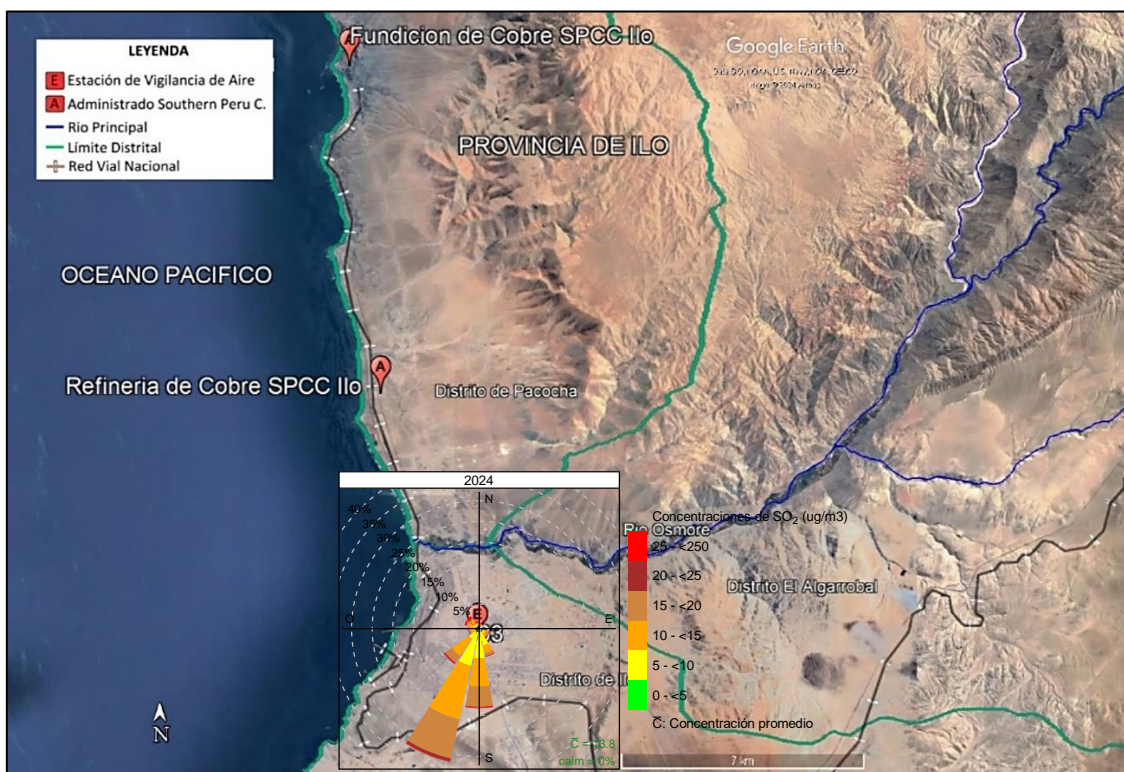 LEYENDA
E Estación de Vigilancia de Aire
A Administrado Southern Peru C.
Rio Principal
Límite Distrital
Red Vial Nacional
A
Fundicion de Cobre SPCC Ilo
Google Earth
PROVINCIA DE ILO
OCEANO PACIFICO
A
Refineria de Cobre SPCC Ilo
Distrito de Pacocha
2024
N
40%
35%
30%
25%
20%
15%
10%
5%
E
O
E
S
C̅ = 13.8
calm = 0%
Rio Osmore
Concentraciones de SO₂ (ug/m3)
25 - <250
20 - <25
15 - <20
10 - <15
5 - <10
0 - <5
C̅: Concentración promedio
Distrito El Algarrobal
Distrito de
7 km
N